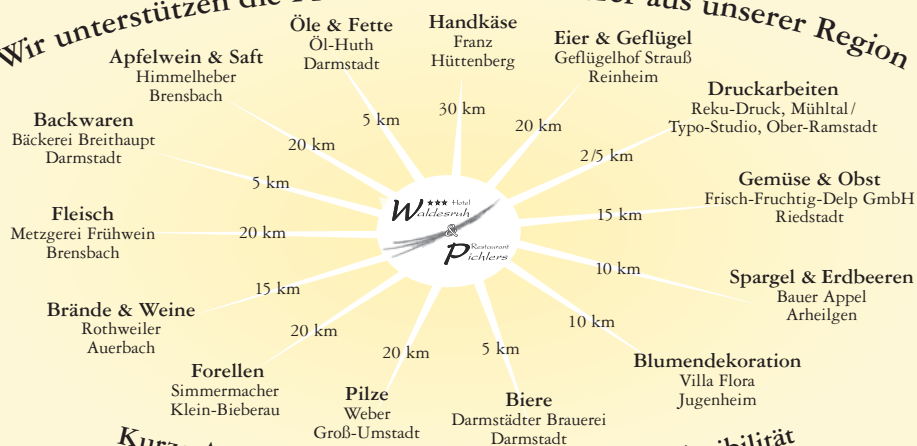 Wir unterstützen die
aus unserer Region
Öle & Fette
Öl-Huth
Darmstadt
5 km
Handkäse
Franz
Hüttenberg
30 km
Eier & Geflügel
Geflügelhof Strauß
Reinheim
20 km
Druckarbeiten
Reku-Druck, Mühltal/
Typo-Studio, Ober-Ramstadt
2/5 km
Gemüse & Obst
Frisch-Fruchtig-Delp GmbH
Riedstadt
15 km
Spargel & Erdbeeren
Bauer Appel
Arheilgen
10 km
Blumendekoration
Villa Flora
Jugenheim
10 km
Biere
Darmstädter Brauerei
Darmstadt
5 km
Pilze
Weber
Groß-Umstadt
20 km
Forellen
Simmermacher
Klein-Bieberau
20 km
Brände & Weine
Rothweiler
Auerbach
15 km
Fleisch
Metzgerei Frühwein
Brensbach
20 km
Backwaren
Bäckerei Breithaupt
Darmstadt
5 km
Apfelwein & Saft
Himmelheber
Brensbach
20 km
*** Hotel
Waldesruh
&
Restaurant
Pichlers